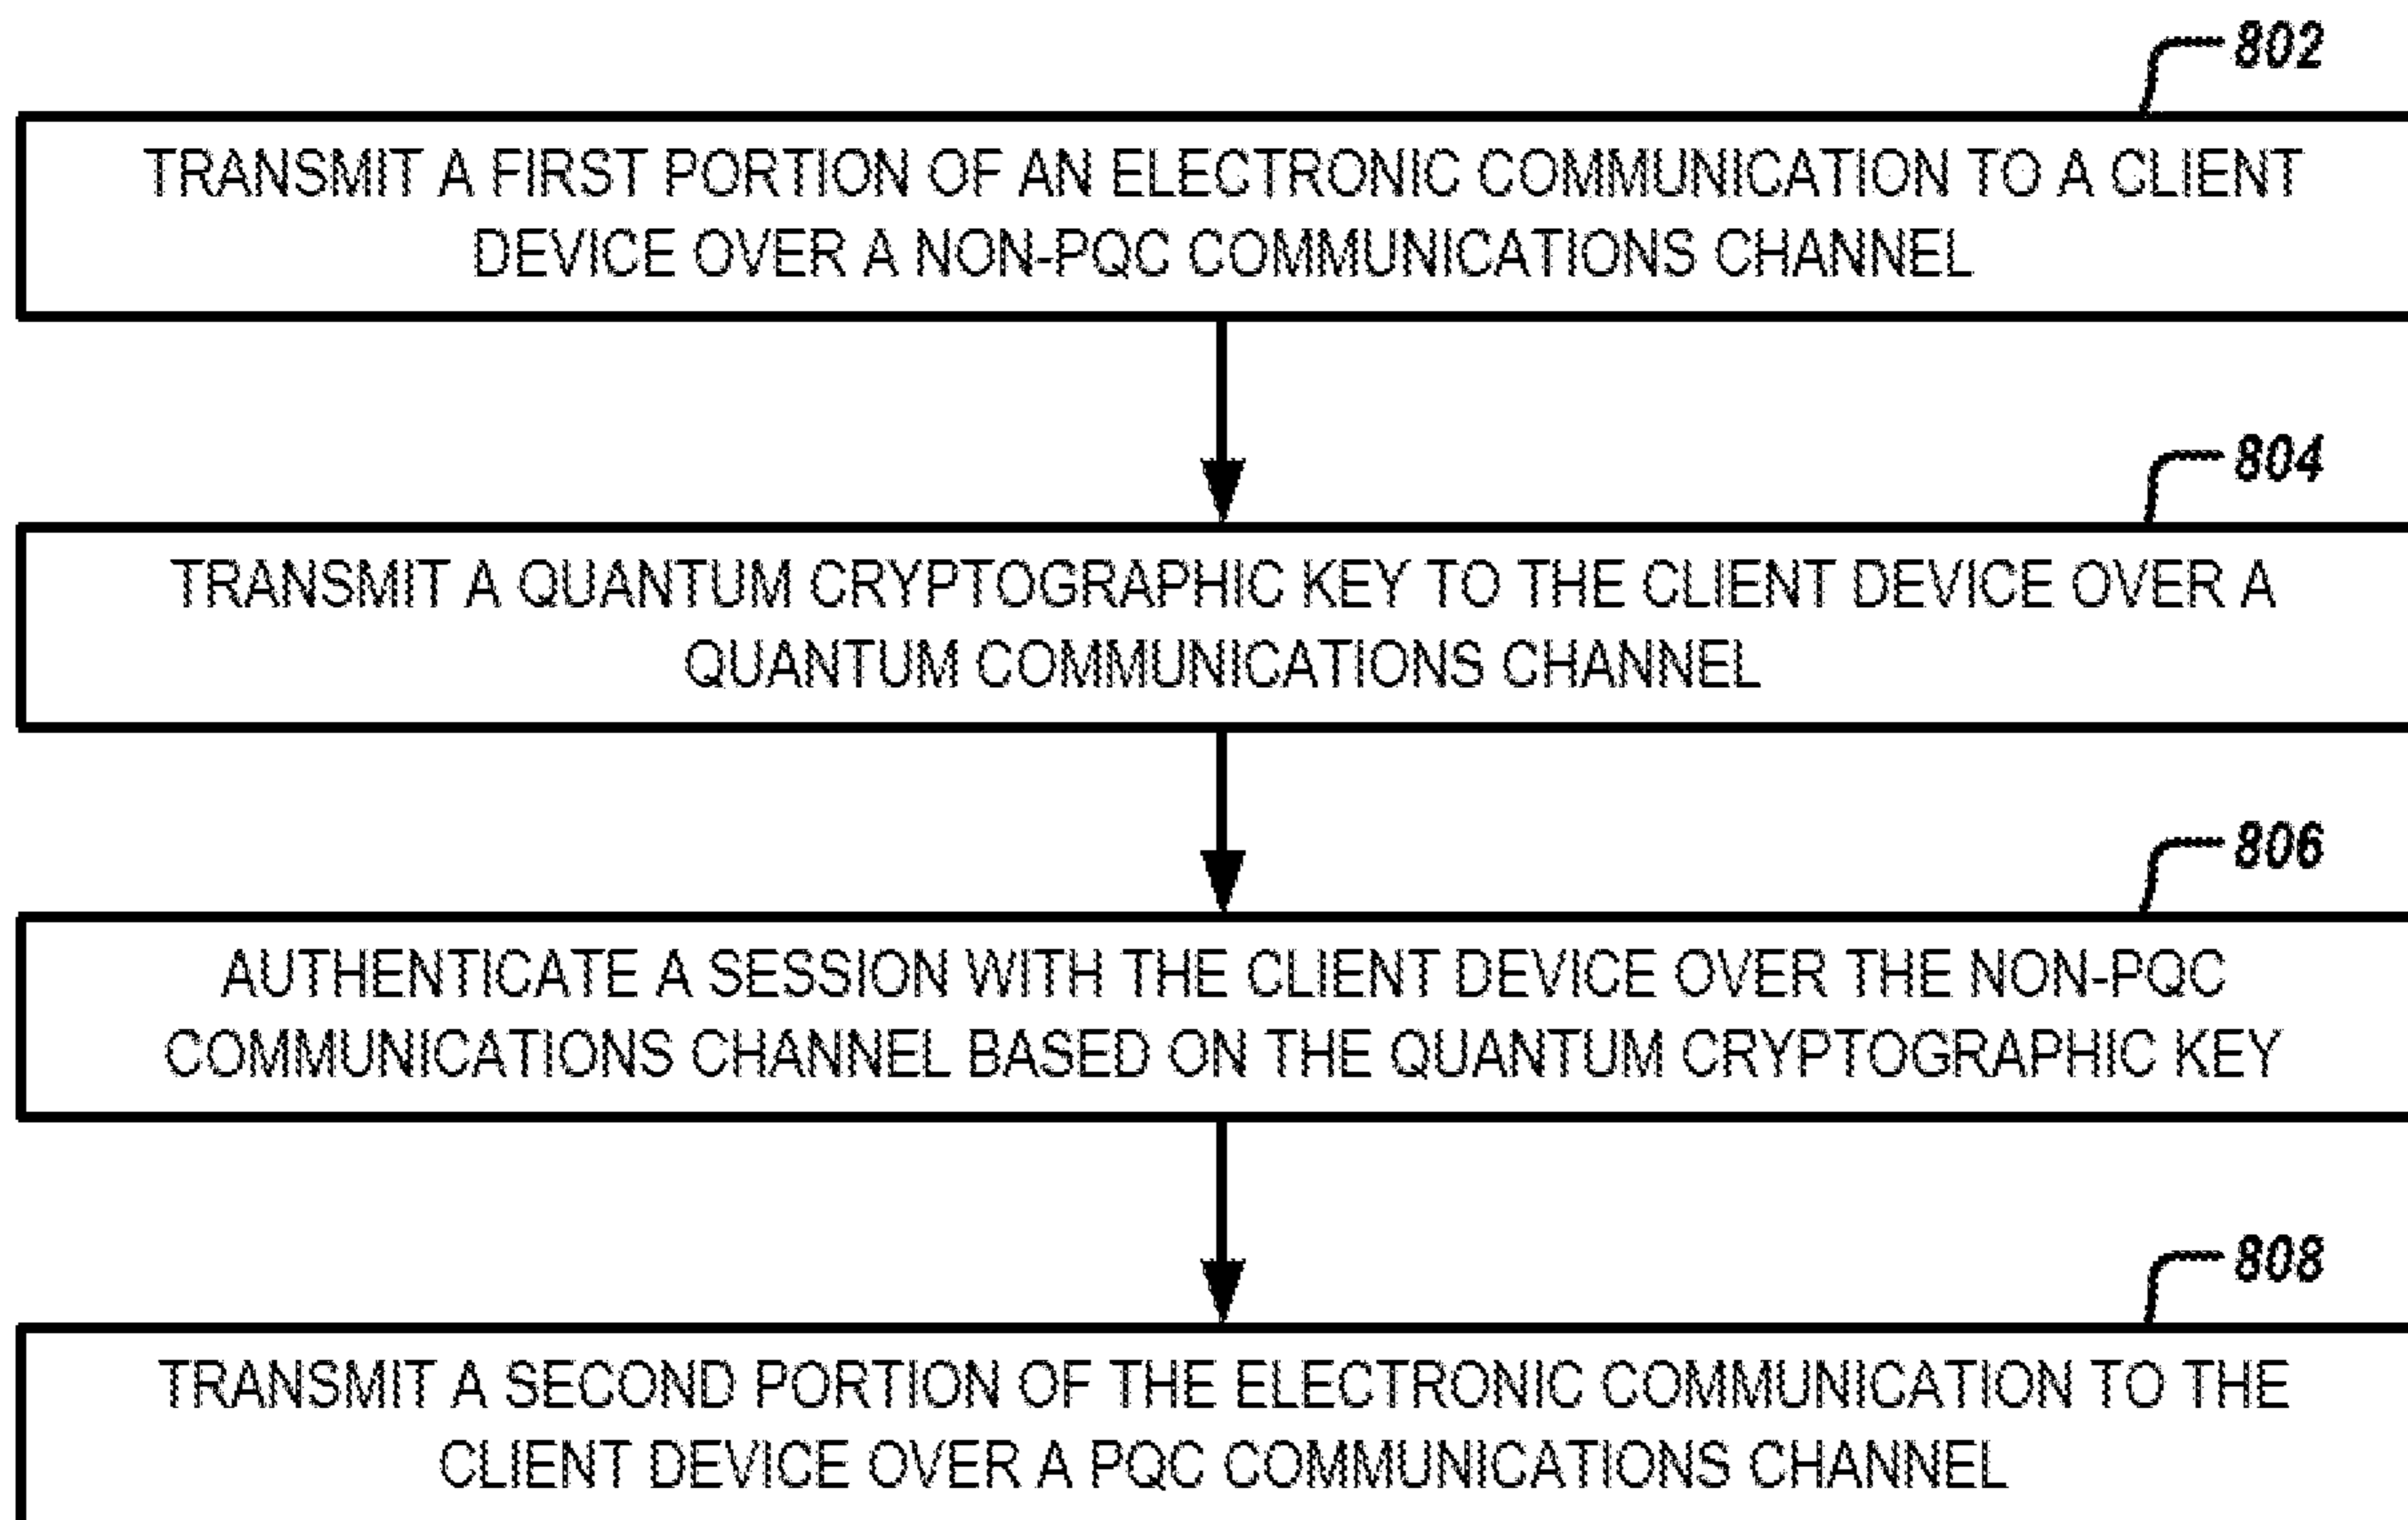 802
TRANSMIT A FIRST PORTION OF AN ELECTRONIC COMMUNICATION TO A CLIENT
DEVICE OVER A NON-PQC COMMUNICATIONS CHANNEL
804
TRANSMIT A QUANTUM CRYPTOGRAPHIC KEY TO THE CLIENT DEVICE OVER A
QUANTUM COMMUNICATIONS CHANNEL
806
AUTHENTICATE A SESSION WITH THE CLIENT DEVICE OVER THE NON-PQC
COMMUNICATIONS CHANNEL BASED ON THE QUANTUM CRYPTOGRAPHIC KEY
808
TRANSMIT A SECOND PORTION OF THE ELECTRONIC COMMUNICATION TO THE
CLIENT DEVICE OVER A PQC COMMUNICATIONS CHANNEL